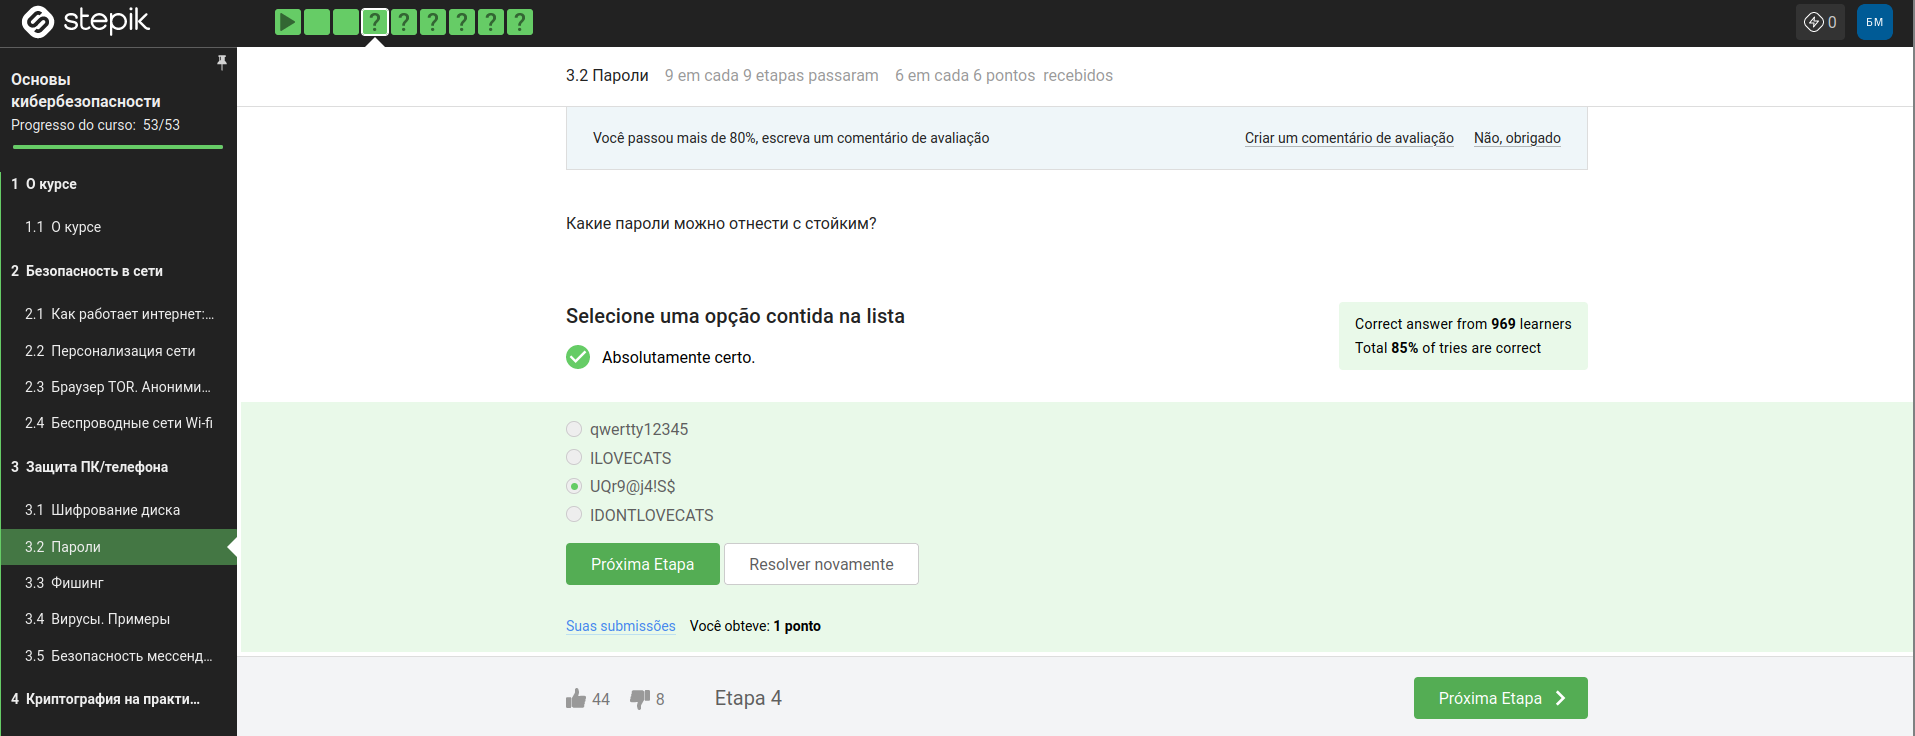 stepik
? ? ? ? ? ?
0
БМ
Основы
кибербезопасности
Progresso do curso: 53/53
1 О курсе
1.1 О курсе
2 Безопасность в сети
2.1 Как работает интернет:...
2.2 Персонализация сети
2.3 Браузер TOR. Аноними...
2.4 Беспроводные сети Wi-fi
3 Защита ПК/телефона
3.1 Шифрование диска
3.2 Пароли
3.3 Фишинг
3.4 Вирусы. Примеры
3.5 Безопасность мессенд...
4 Криптография на практи...
3.2 Пароли 9 em cada 9 etapas passaram 6 em cada 6 pontos recebidos
Você passou mais de 80%, escreva um comentário de avaliação
Criar um comentário de avaliação Não, obrigado
Какие пароли можно отнести с стойким?
Selecione uma opção contida na lista
Absolutamente certo.
Correct answer from 969 learners
Total 85% of tries are correct
qwertty12345
ILOVECATS
UQr9@j4!S$
IDONTLOVECATS
Próxima Etapa Resolver novamente
Suas submissões Você obteve: 1 ponto
44 8 Etapa 4
Próxima Etapa